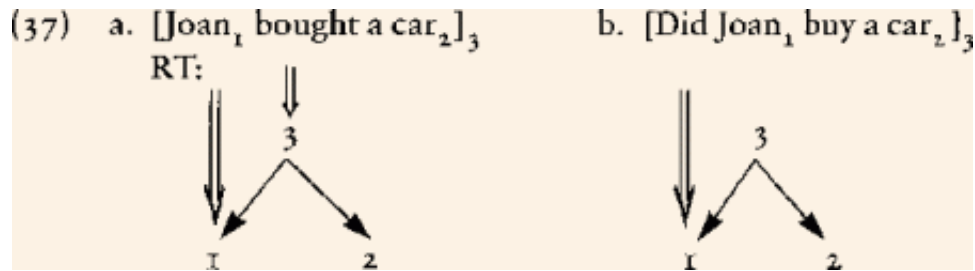 (37) a. [Joan₁ bought a car₂]₃ b. [Did Joan₁ buy a car₂]₃
RT:
3 3
1 2 1 2